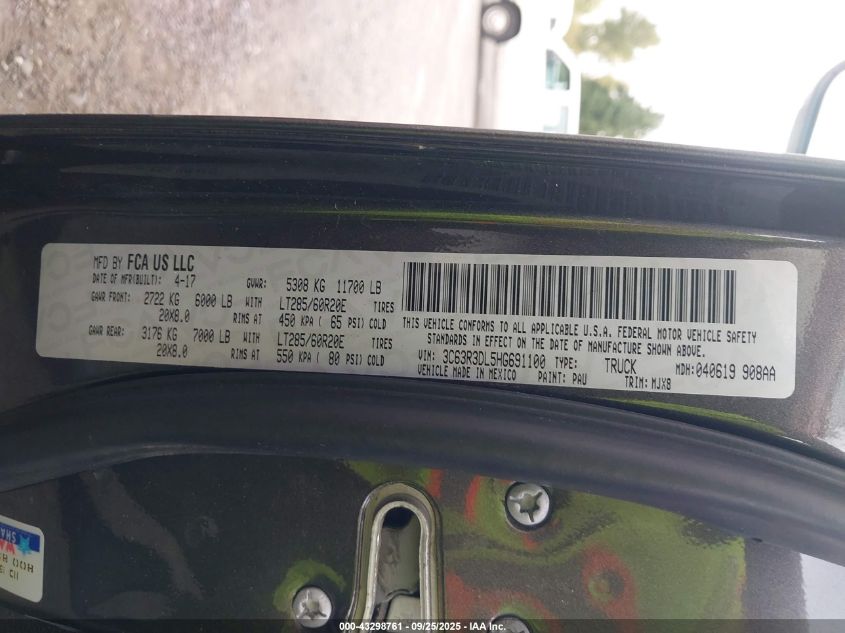 MFD BY FCA US LLC
DATE OF MFR(BUILT): 4-17 GVWR: 5308 KG 11700 LB
GAWR FRONT: 2722 KG 6000 LB WITH LT285/60R20E TIRES
20X8.0 RIMS AT 450 KPA ( 65 PSI) COLD
GAWR REAR: 3176 KG 7000 LB WITH LT285/60R20E TIRES
20X8.0 RIMS AT 550 KPA ( 80 PSI) COLD
THIS VEHICLE CONFORMS TO ALL APPLICABLE U.S.A. FEDERAL MOTOR VEHICLE SAFETY
STANDARDS IN EFFECT ON THE DATE OF MANUFACTURE SHOWN ABOVE.
VIN: 3C63R3DL5HG691100 TYPE: TRUCK MDH: 040619 908AA
VEHICLE MADE IN MEXICO PAINT: PAU TRIM: MJX8
000-43298761 - 09/25/2025 - IAA Inc.